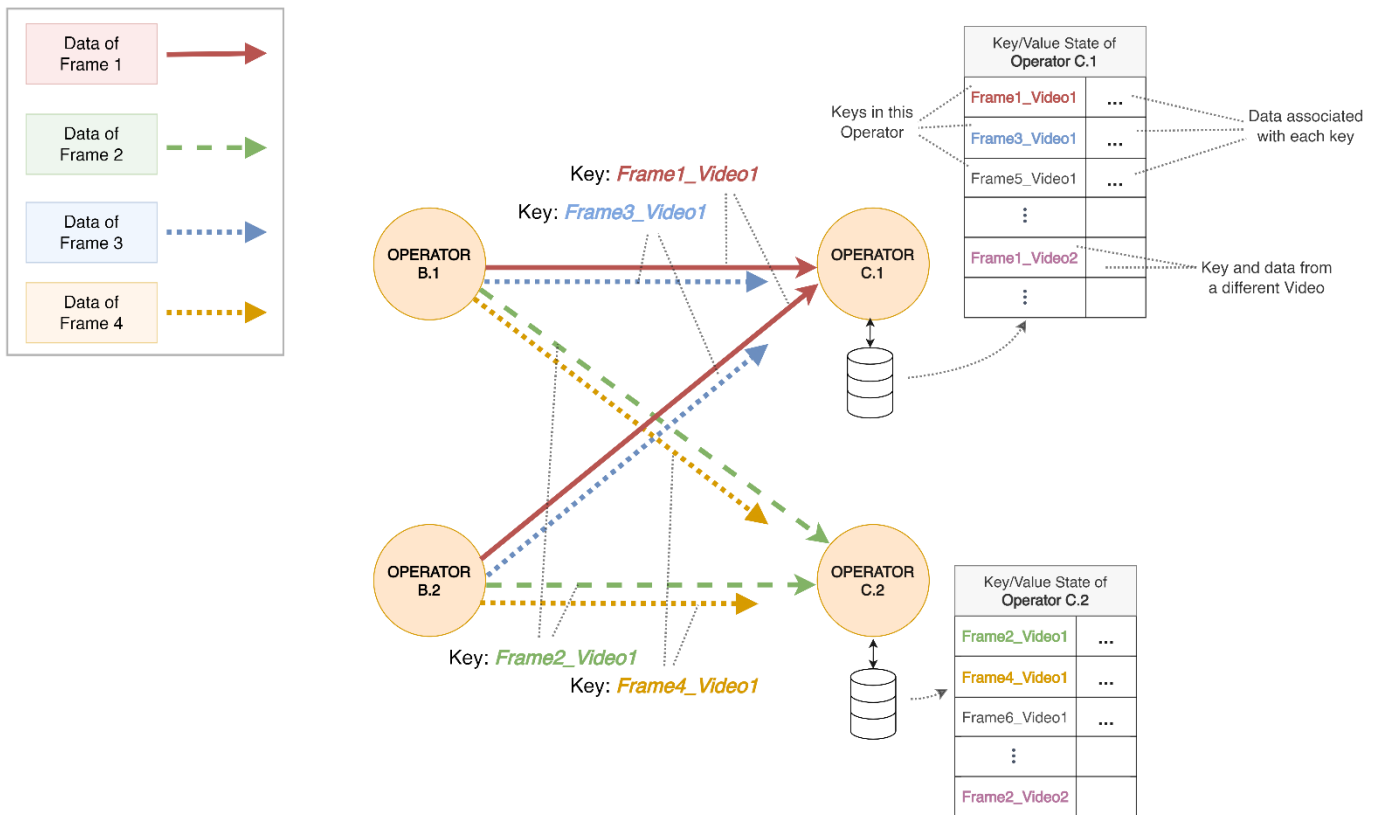 Data of
Frame 1
Data of
Frame 2
Data of
Frame 3
Data of
Frame 4
Key: Frame1_Video1
Key: Frame3_Video1
OPERATOR
B.1
OPERATOR
C.1
OPERATOR
B.2
OPERATOR
C.2
Key: Frame2_Video1
Key: Frame4_Video1
Keys in this
Operator
Key/Value State of
Operator C.1
Frame1_Video1 ...
Frame3_Video1 ...
Frame5_Video1 ...
⋮
Frame1_Video2
⋮
Data associated
with each key
Key and data from
a different Video
Key/Value State of
Operator C.2
Frame2_Video1 ...
Frame4_Video1 ...
Frame6_Video1 ...
⋮
Frame2_Video2